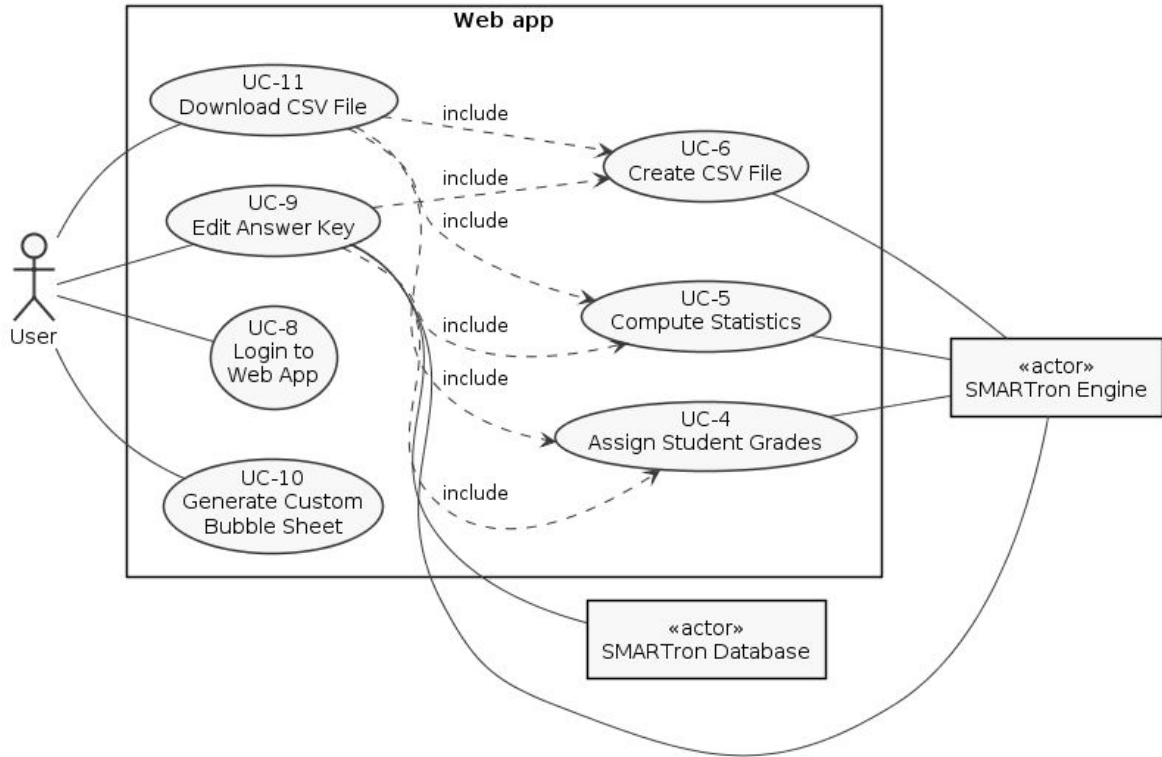 Web app
UC-11
Download CSV File
include
UC-6
Create CSV File
include
UC-9
Edit Answer Key
include
User
UC-8
Login to
Web App
UC-5
Compute Statistics
include
include
«actor»
SMARTron Engine
UC-4
Assign Student Grades
UC-10
Generate Custom
Bubble Sheet
include
«actor»
SMARTron Database